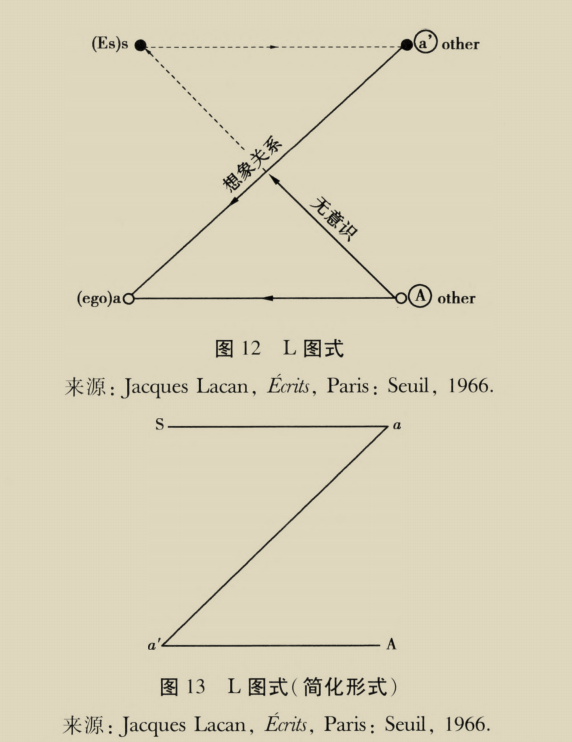 (Es)s
a’ other
想象关系
无意识
(ego)a
A other
图 12 L 图式
来源: Jacques Lacan, Écrits, Paris: Seuil, 1966.
S
a
a′
A
图 13 L 图式(简化形式)
来源: Jacques Lacan, Écrits, Paris: Seuil, 1966.